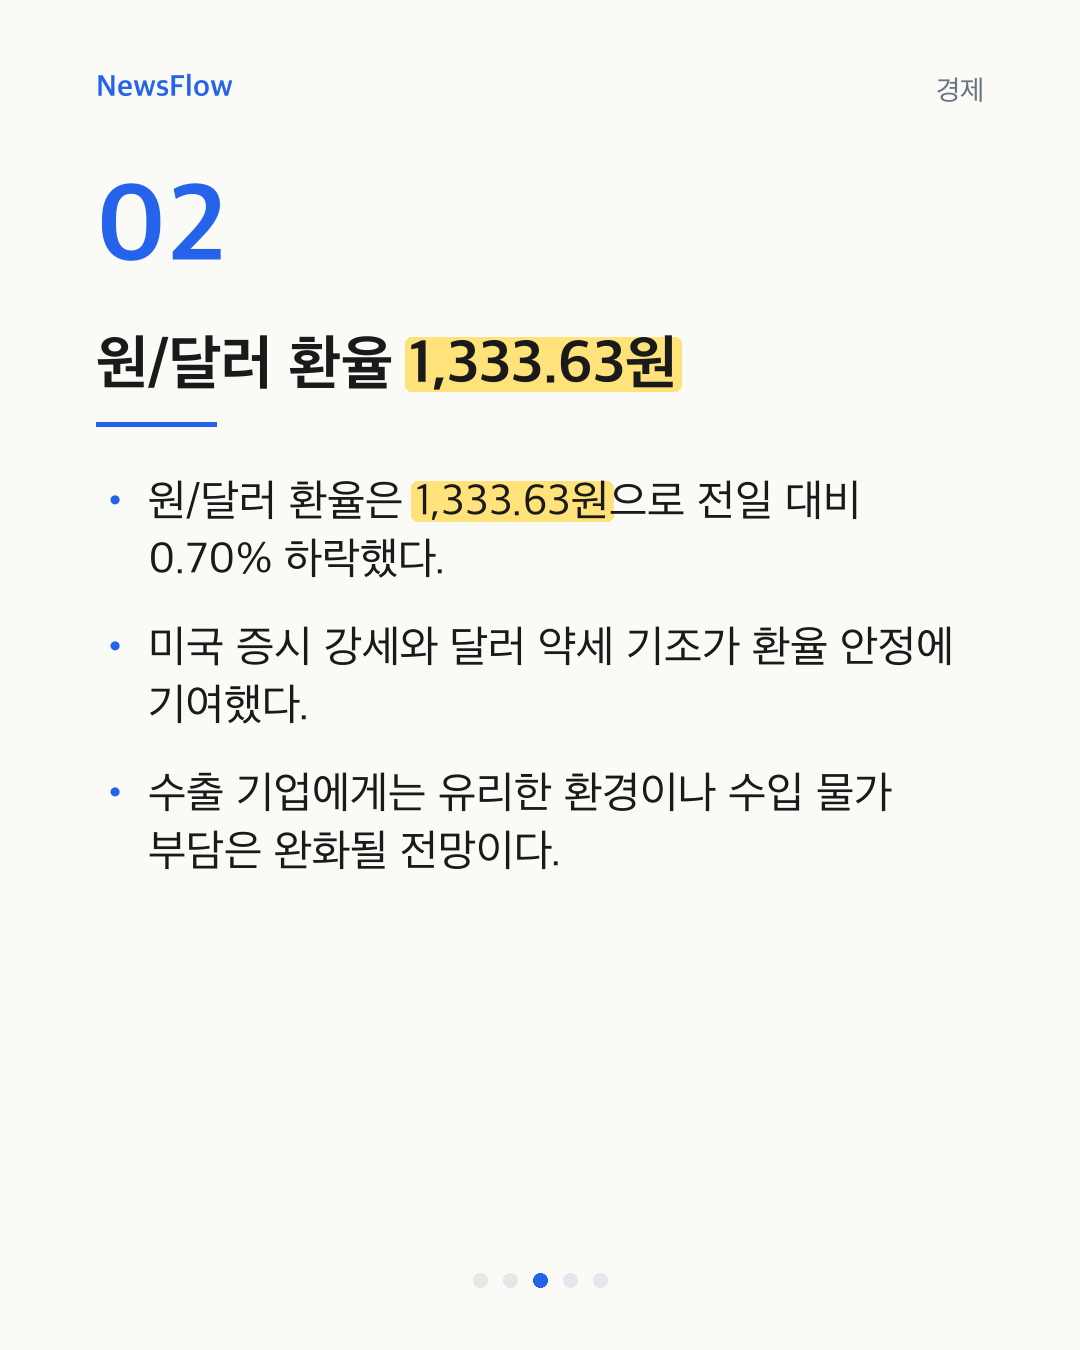 NewsFlow
경제
02
원/달러 환율 1,333.63원
• 원/달러 환율은 1,333.63원으로 전일 대비
0.70% 하락했다.
• 미국 증시 강세와 달러 약세 기조가 환율 안정에
기여했다.
• 수출 기업에게는 유리한 환경이나 수입 물가
부담은 완화될 전망이다.